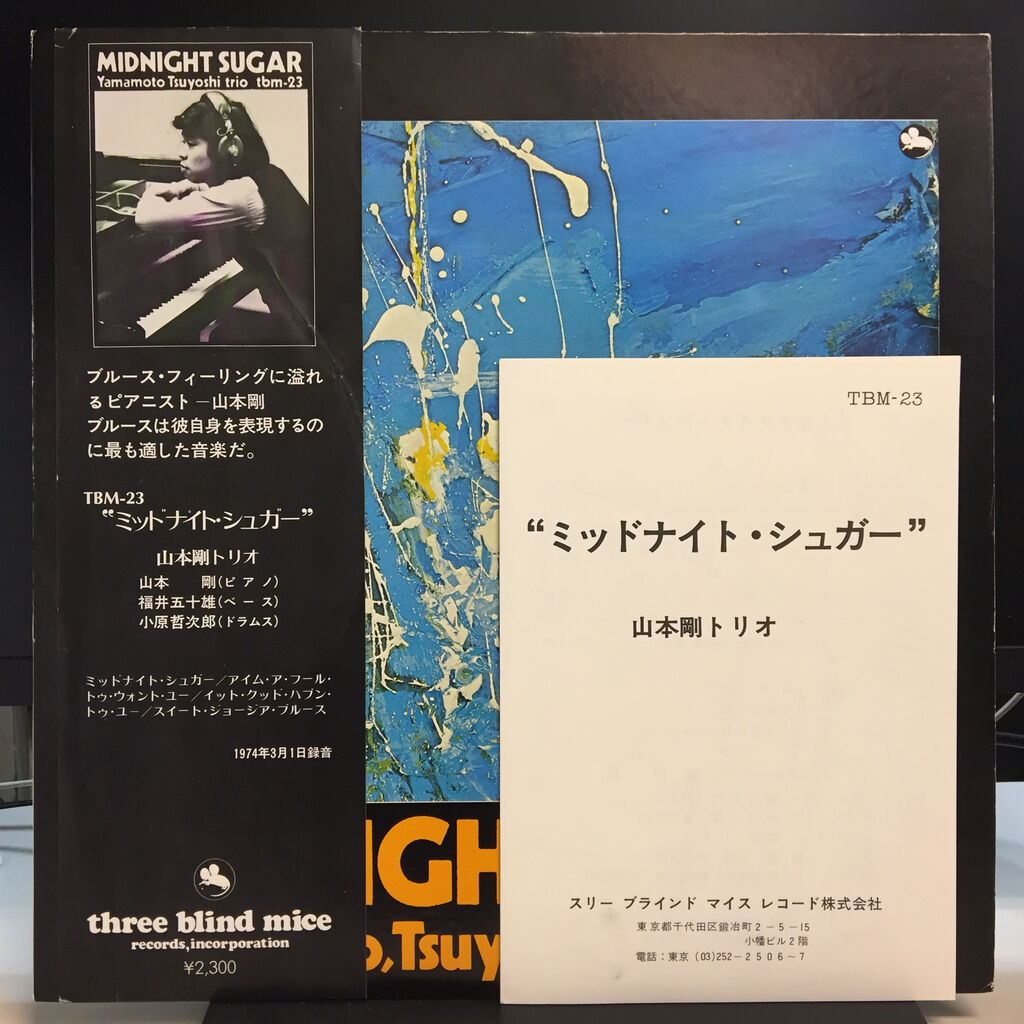 MIDNIGHT SUGAR
Yamamoto Tsuyoshi trio tbm-23
ブルース・フィーリングに溢れ
るピアニスト－山本剛
ブルースは彼自身を表現するの
に最も適した音楽だ。
TBM-23
“ミッドナイト・シュガー”
山本剛トリオ
山本　剛(ピアノ)
福井五十雄(ベース)
小原哲次郎(ドラムス)
ミッドナイト・シュガー／アイム・ア・フール・
トゥ・ウォント・ユー／イット・クッド・ハプン・
トゥ・ユー／スイート・ジョージア・ブルース
1974年3月1日録音
three blind mice
records,incorporation
¥2,300
IGH
o,Tsuy
TBM-23
“ミッドナイト・シュガー”
山本剛トリオ
スリー ブラインド マイス レコード株式会社
東京都千代田区鍛冶町2－5－15
小幡ビル2階
電話：東京 (03)252－2506～7